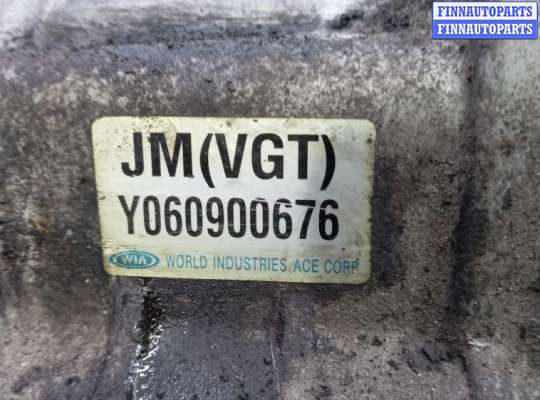 FINNAUTOPARTS
FINNAUTOPARTS
JM(VGT)
Y060900676
WIA WORLD INDUSTRIES ACE CORP